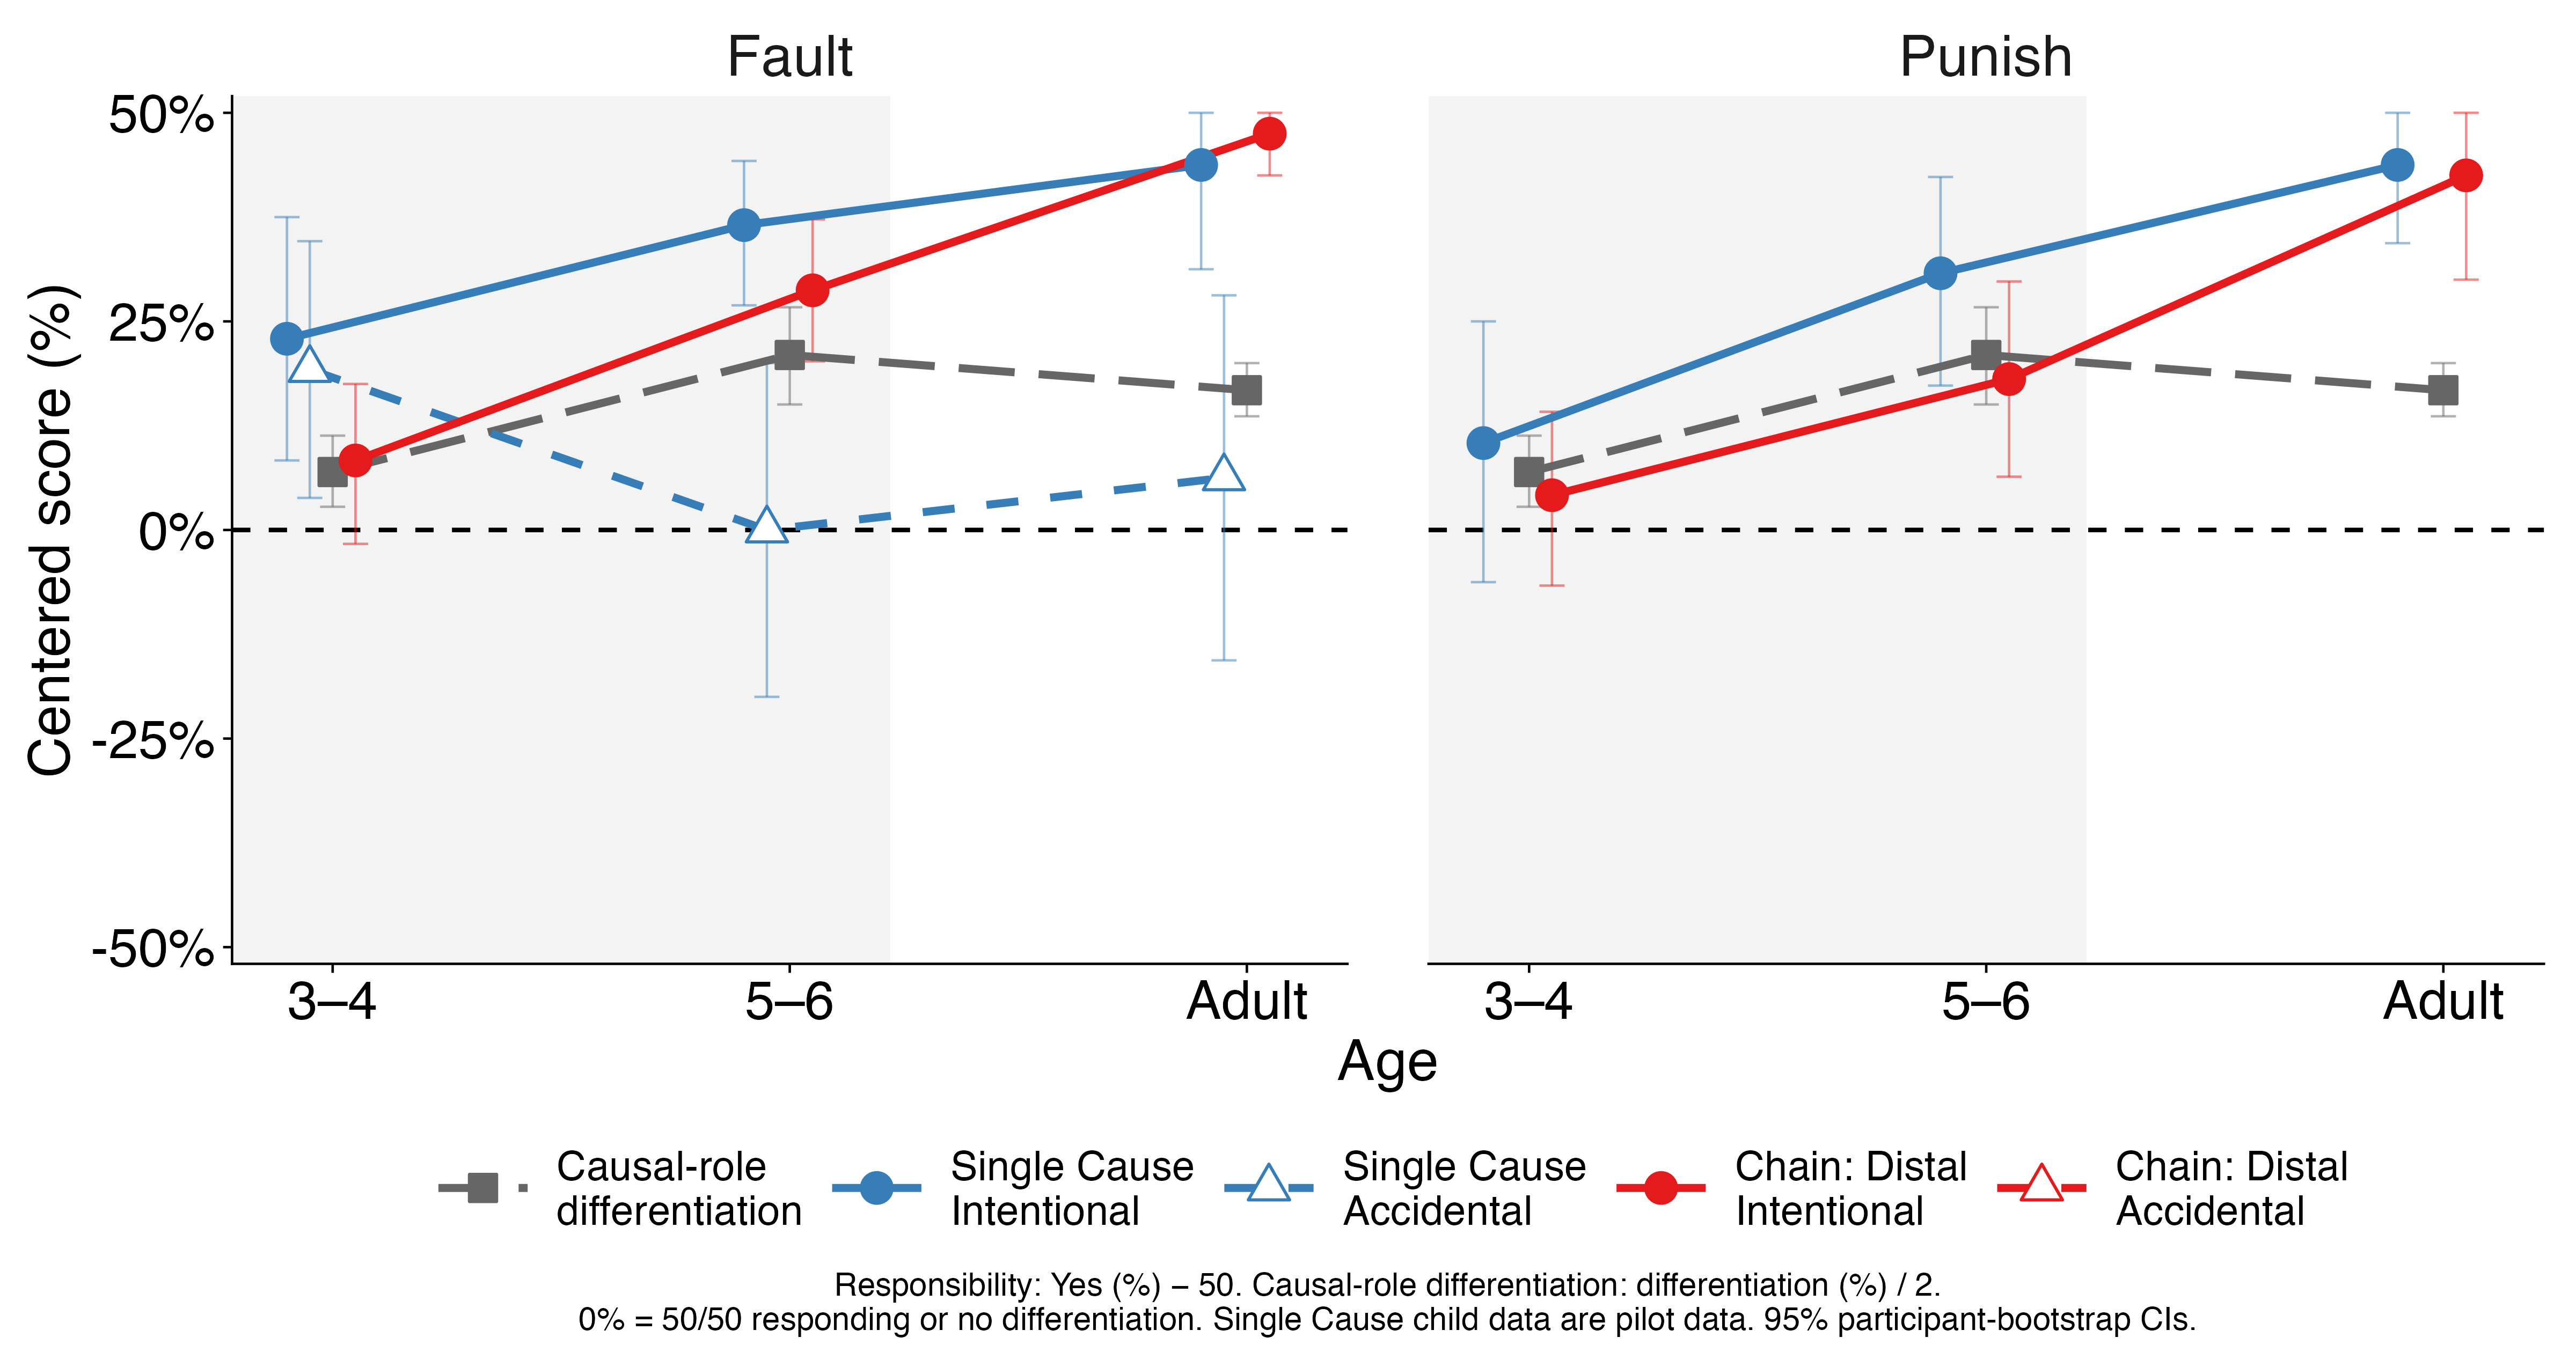 Fault
Punish
50%
25%
0%
-25%
-50%
Centered score (%)
3–4
5–6
Adult
3–4
5–6
Adult
Age
Causal-role
differentiation
Single Cause
Intentional
Single Cause
Accidental
Chain: Distal
Intentional
Chain: Distal
Accidental
Responsibility: Yes (%) − 50. Causal-role differentiation: differentiation (%) / 2.
0% = 50/50 responding or no differentiation. Single Cause child data are pilot data. 95% participant-bootstrap CIs.